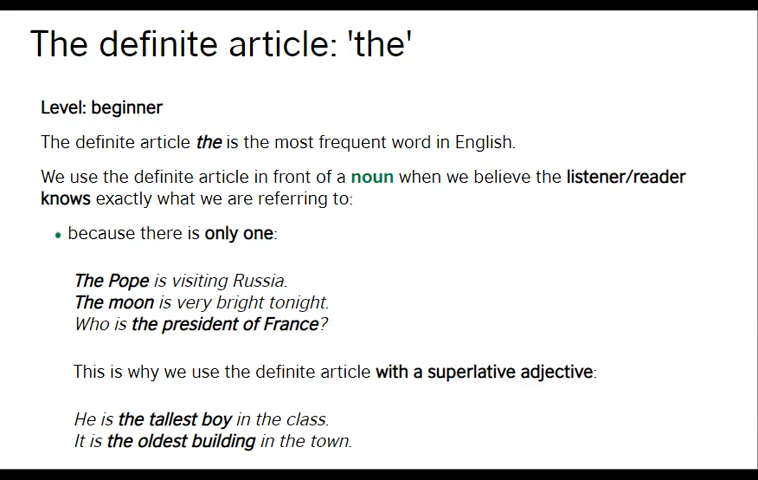 The definite article: 'the'
Level: beginner
The definite article the is the most frequent word in English.
We use the definite article in front of a noun when we believe the listener/reader
knows exactly what we are referring to:
• because there is only one:
The Pope is visiting Russia.
The moon is very bright tonight.
Who is the president of France?
This is why we use the definite article with a superlative adjective:
He is the tallest boy in the class.
It is the oldest building in the town.